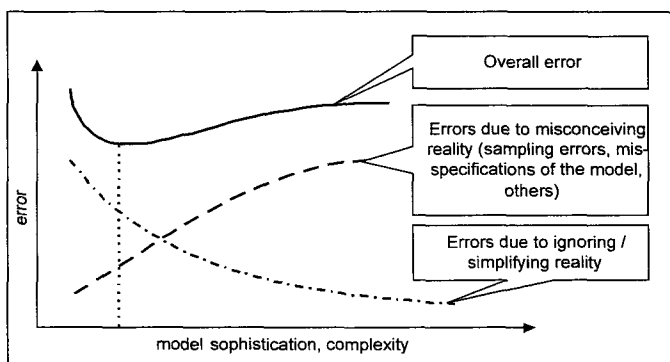 Overall error
Errors due to misconceiving
reality (sampling errors, mis-
specifications of the model,
others)
Errors due to ignoring /
simplifying reality
error
model sophistication, complexity